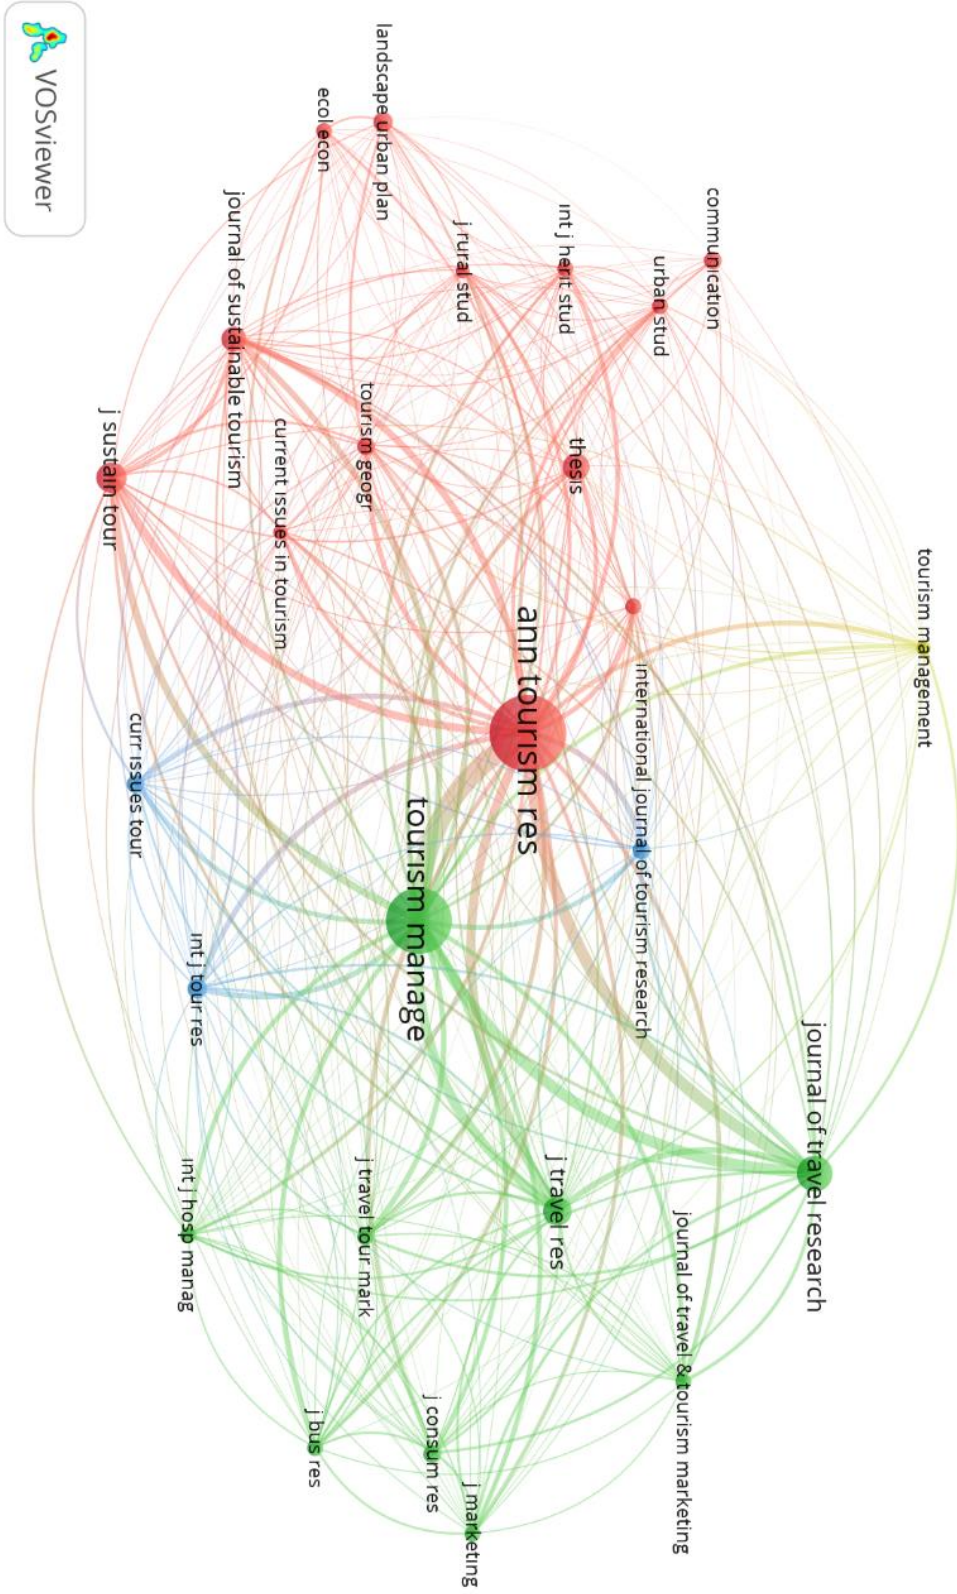 tourism management
journal of travel research
communication
international journal of tourism research
journal of travel & tourism marketing
urban stud
thesis
int j herit stud
j travel res
ann tourism res
j rural stud
j marketing
tourism manage
j consum res
landscape urban plan
tourism geogr
j travel tour mark
ecol econ
current issues in tourism
j bus res
journal of sustainable tourism
int j tour res
int j hosp manag
curr issues tour
j sustain tour
VOSviewer